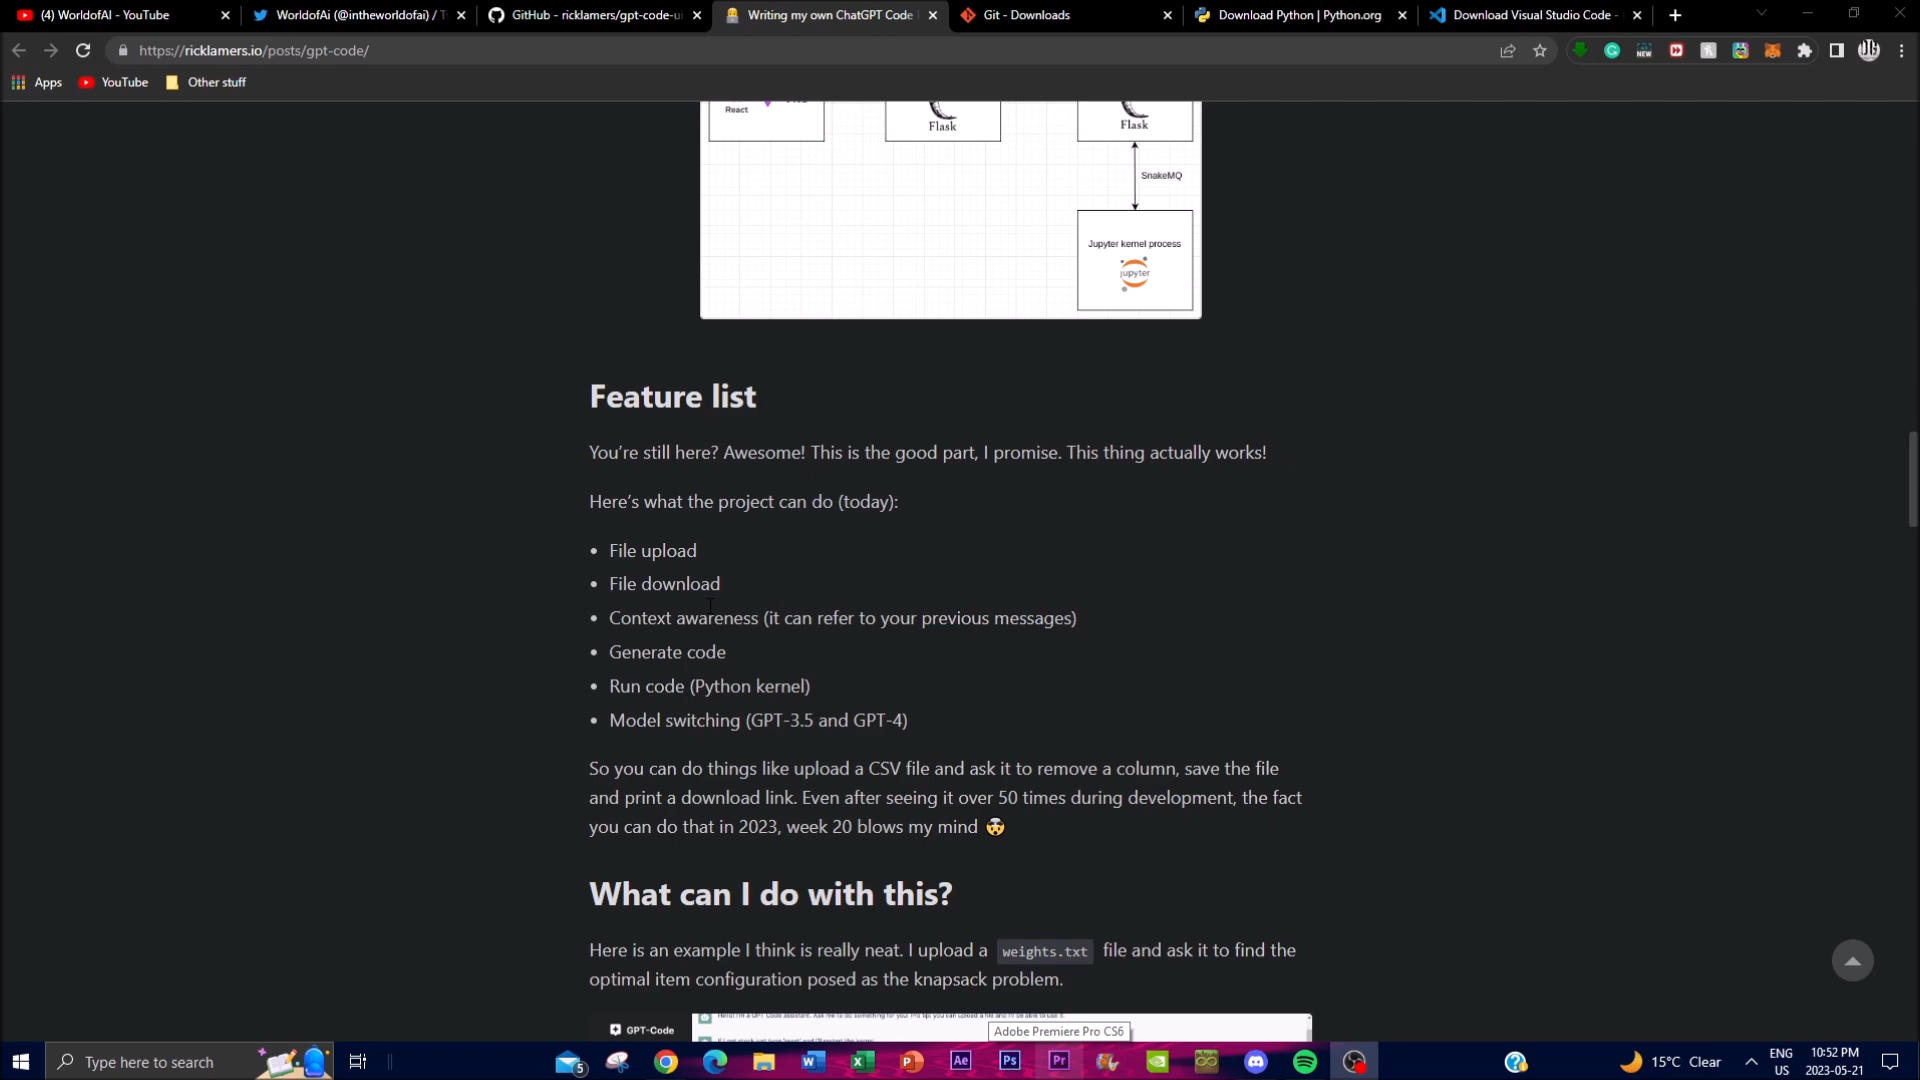 (4) WorldofAI - YouTube
WorldofAi (@intheworldofai) / T
GitHub - ricklamers/gpt-code-ui
Writing my own ChatGPT Code
Git - Downloads
Download Python | Python.org
Download Visual Studio Code -
https://ricklamers.io/posts/gpt-code/
NEW
Apps
YouTube
Other stuff
React
Flask
Flask
SnakeMQ
Jupyter kernel process
jupyter
Feature list
You're still here? Awesome! This is the good part, I promise. This thing actually works!
Here's what the project can do (today):
• File upload
• File download
• Context awareness (it can refer to your previous messages)
• Generate code
• Run code (Python kernel)
• Model switching (GPT-3.5 and GPT-4)
So you can do things like upload a CSV file and ask it to remove a column, save the file
and print a download link. Even after seeing it over 50 times during development, the fact
you can do that in 2023, week 20 blows my mind 🤯
What can I do with this?
Here is an example I think is really neat. I upload a weights.txt file and ask it to find the
optimal item configuration posed as the knapsack problem.
GPT-Code
Adobe Premiere Pro CS6
Type here to search
5
Ae
Ps
Pr
15°C Clear
ENG
US
10:52 PM
2023-05-21